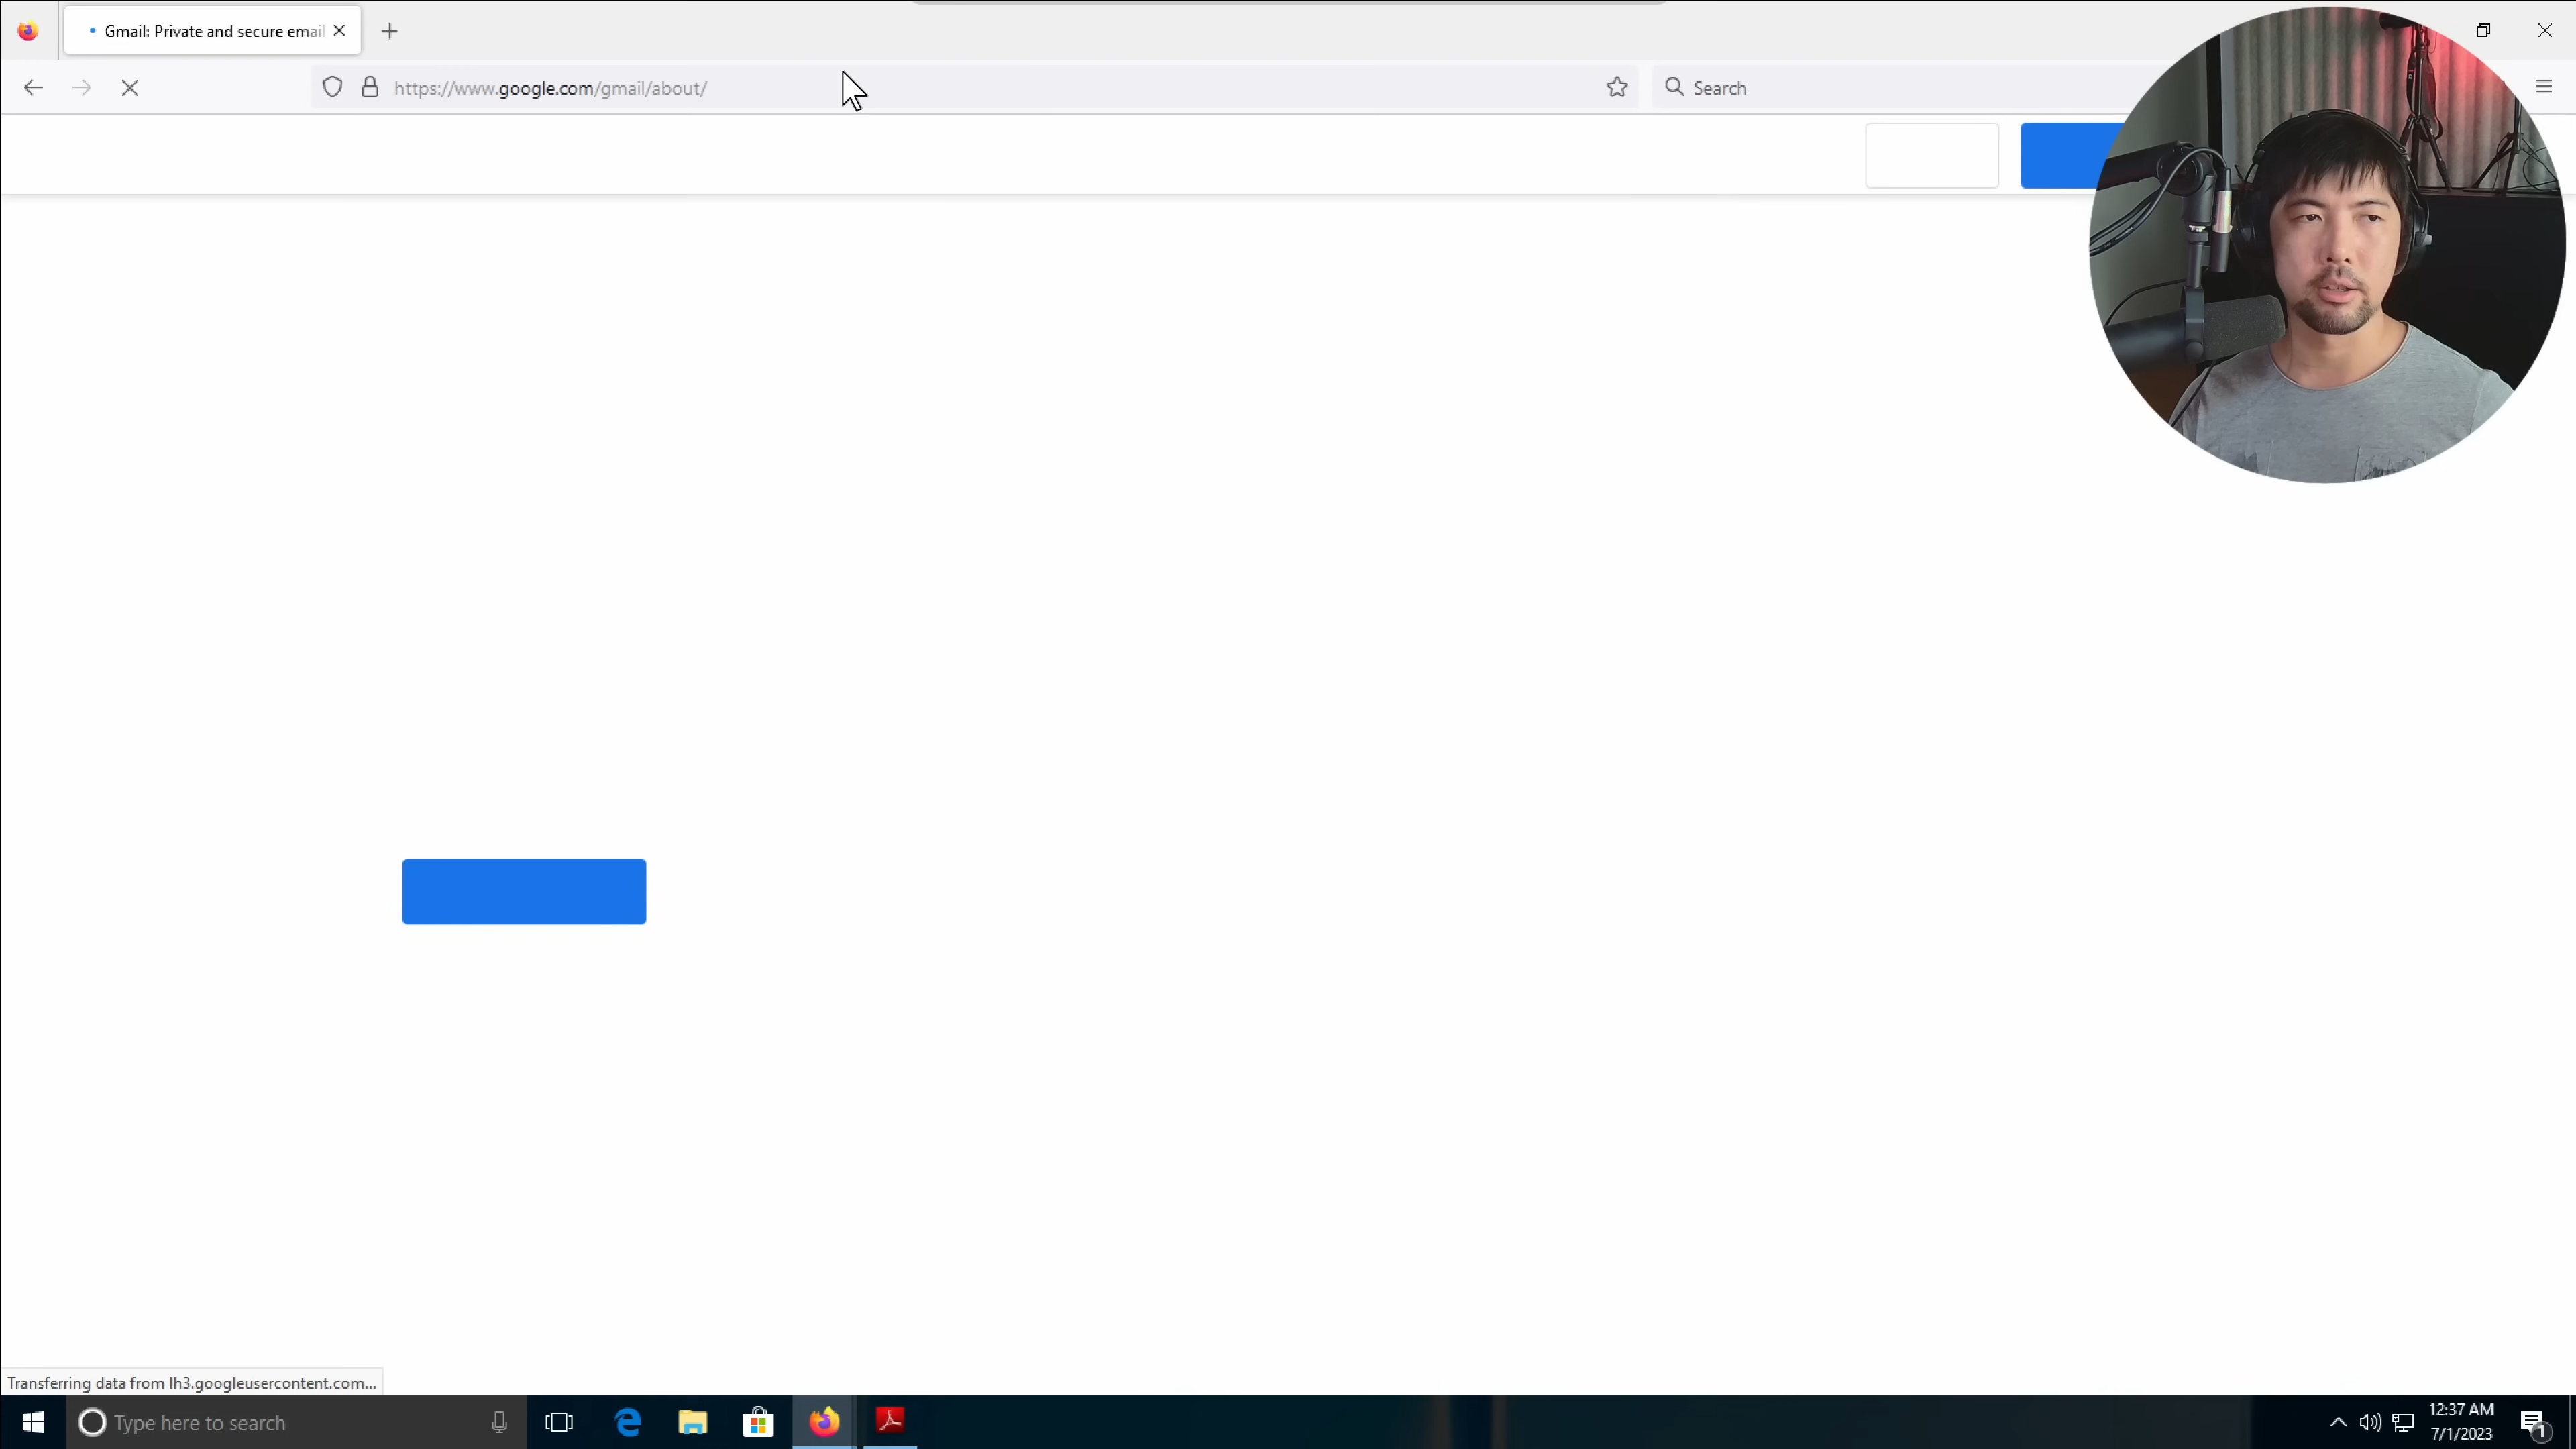 Gmail: Private and secure email
https://www.google.com/gmail/about/
Search
Transferring data from lh3.googleusercontent.com...
Type here to search
12:37 AM
7/1/2023
1